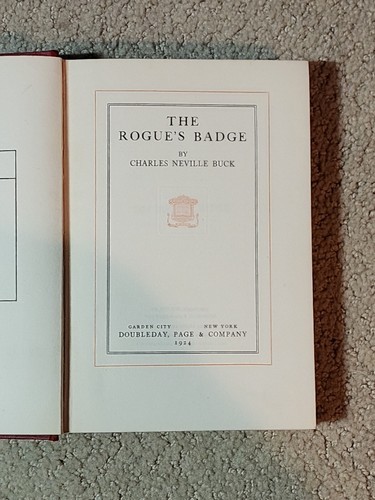 THE
ROGUE'S BADGE
BY
CHARLES NEVILLE BUCK
GARDEN CITY NEW YORK
DOUBLEDAY, PAGE & COMPANY
1924